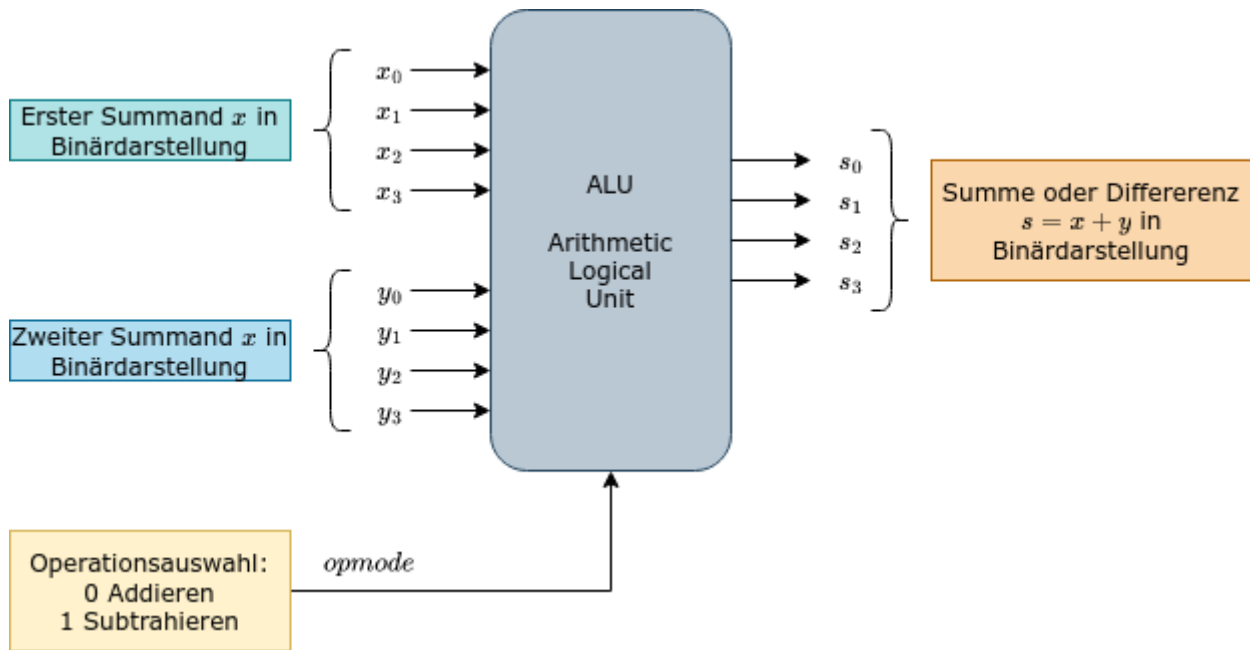 Erster Summand x in
Binärdarstellung
x0
x1
x2
x3
Zweiter Summand x in
Binärdarstellung
y0
y1
y2
y3
ALU
Arithmetic
Logical
Unit
s0
s1
s2
s3
Summe oder Differerenz
s = x + y in
Binärdarstellung
Operationsauswahl:
0 Addieren
1 Subtrahieren
opmode